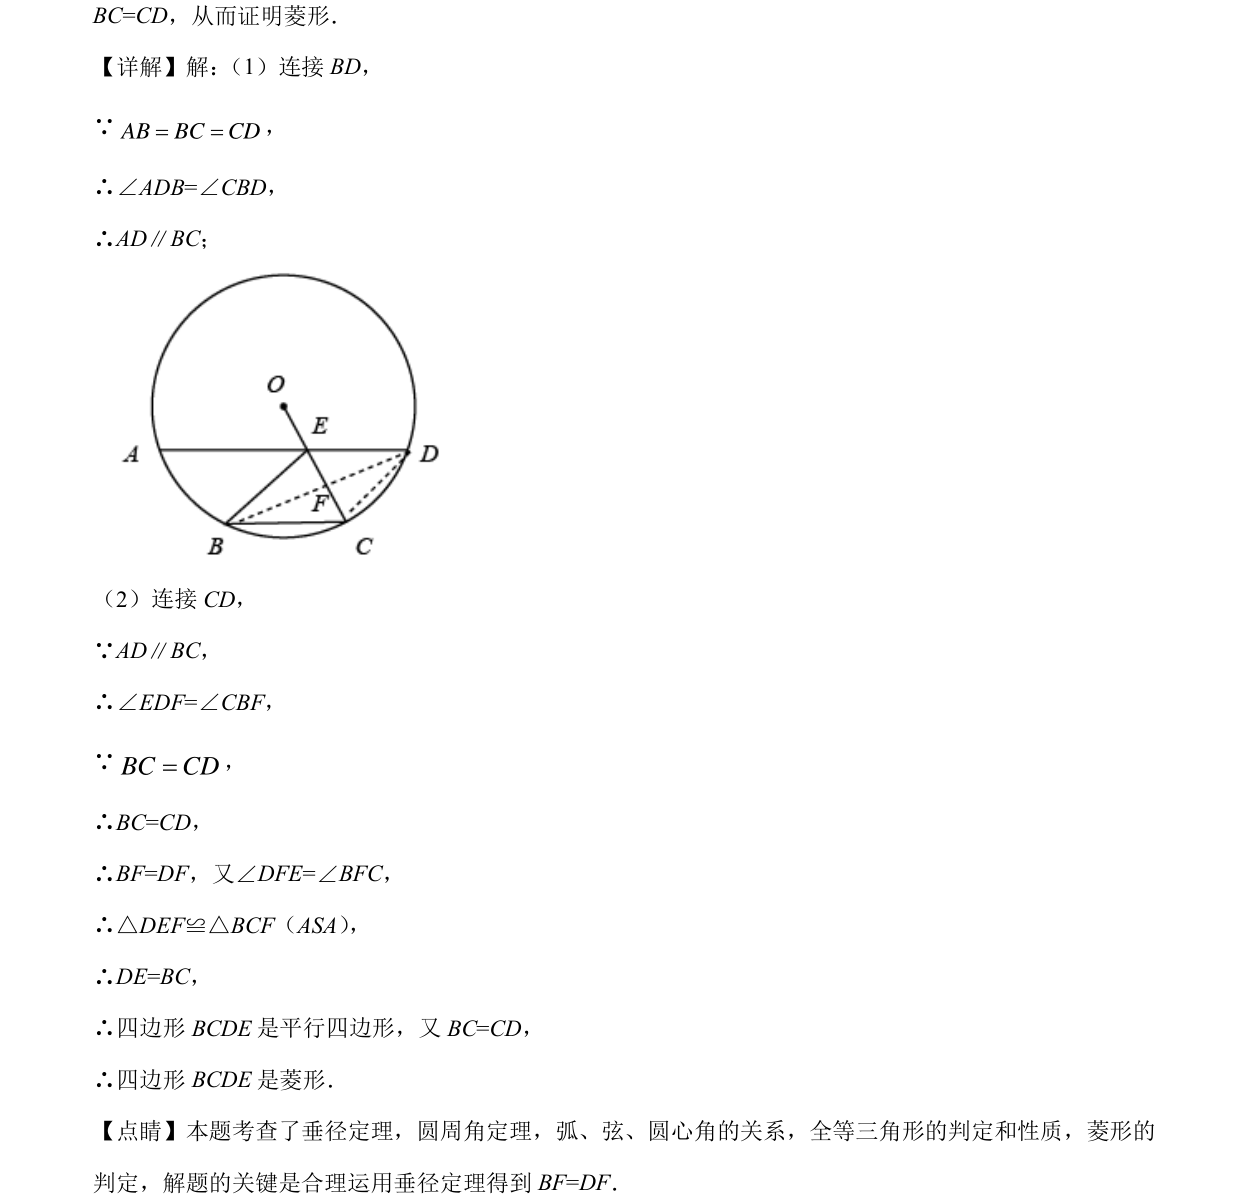 BC=CD，从而证明菱形．
【详解】解：（1）连接 BD，
∵ AB = BC = CD，
∴∠ADB=∠CBD，
∴AD∥BC；
O
E
A
D
F
B
C
（2）连接 CD，
∵AD∥BC，
∴∠EDF=∠CBF，
∵ BC = CD，
∴BC=CD，
∴BF=DF，又∠DFE=∠BFC，
∴△DEF≌△BCF（ASA），
∴DE=BC，
∴四边形 BCDE 是平行四边形，又 BC=CD，
∴四边形 BCDE 是菱形．
【点睛】本题考查了垂径定理，圆周角定理，弧、弦、圆心角的关系，全等三角形的判定和性质，菱形的
判定，解题的关键是合理运用垂径定理得到 BF=DF．